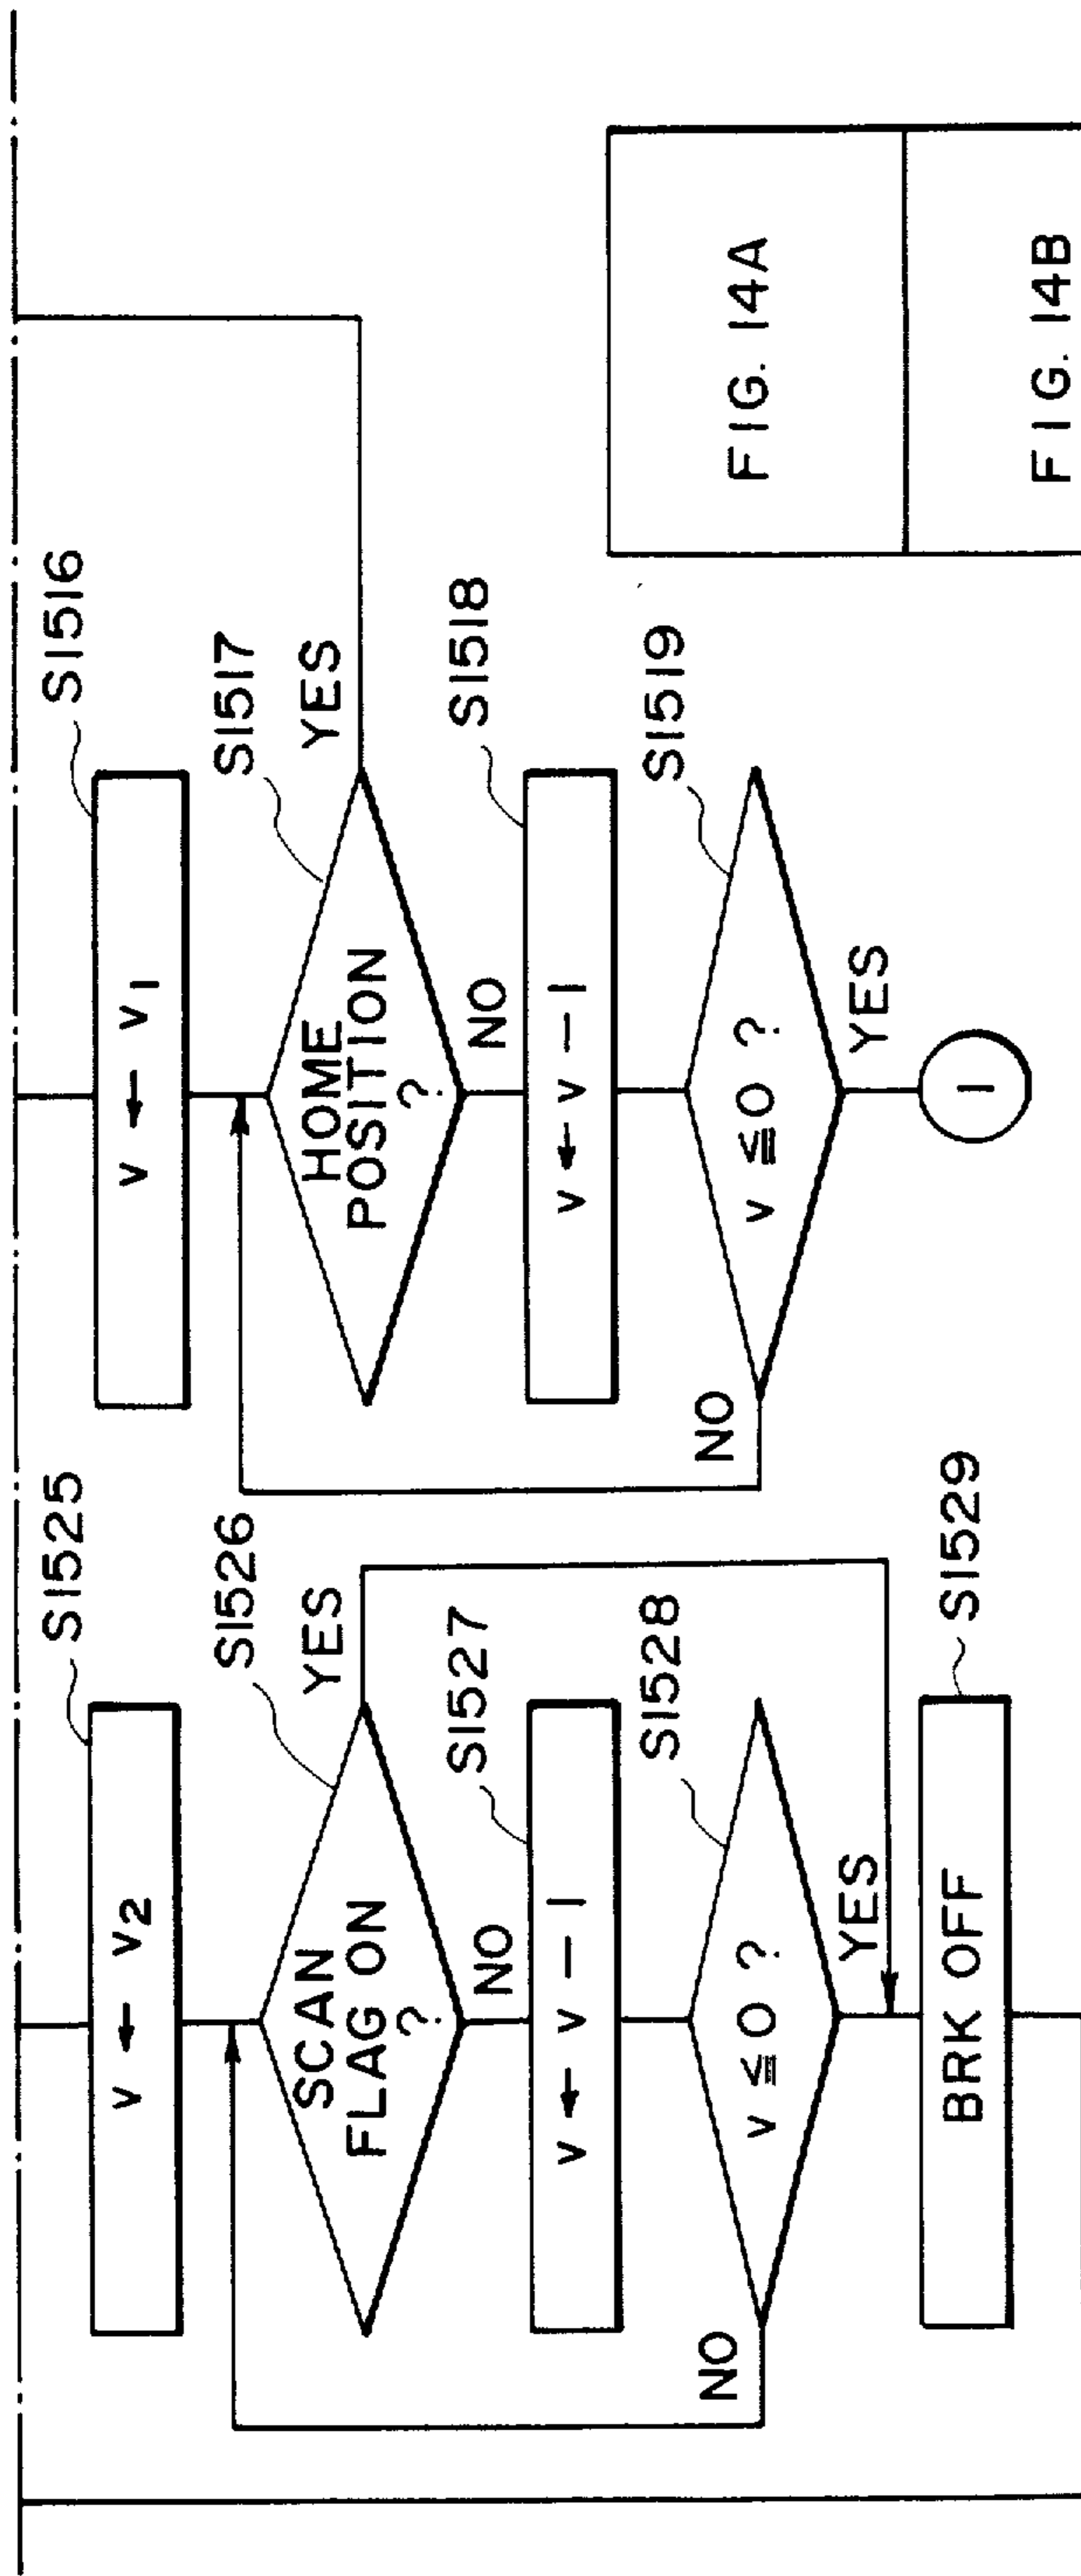 S1525
v ← v2
S1526
SCAN
FLAG ON
?
YES
NO
S1527
v ← v – 1
S1528
v ≦ 0 ?
NO
YES
S1529
BRK OFF
S1516
v ← v1
S1517
HOME
POSITION
?
YES
NO
S1518
v ← v – 1
S1519
v ≦ 0 ?
NO
YES
1
FIG. 14A
FIG. 14B